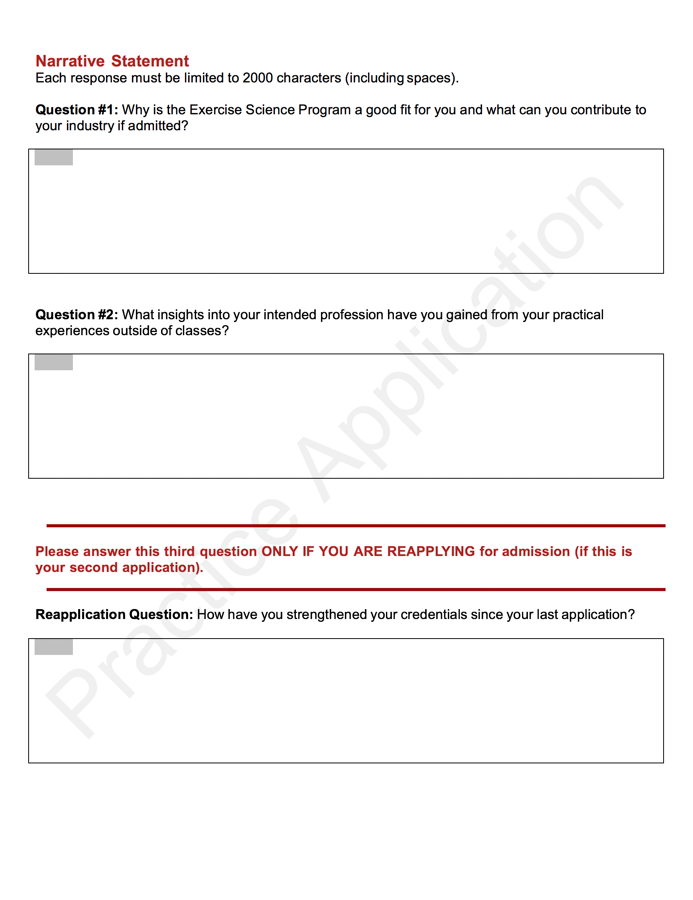 Narrative Statement
Each response must be limited to 2000 characters (including spaces).
Question #1: Why is the Exercise Science Program a good fit for you and what can you contribute to
your industry if admitted?
Question #2: What insights into your intended profession have you gained from your practical
experiences outside of classes?
Please answer this third question ONLY IF YOU ARE REAPPLYING for admission (if this is
your second application).
Reapplication Question: How have you strengthened your credentials since your last application?
Practice Application